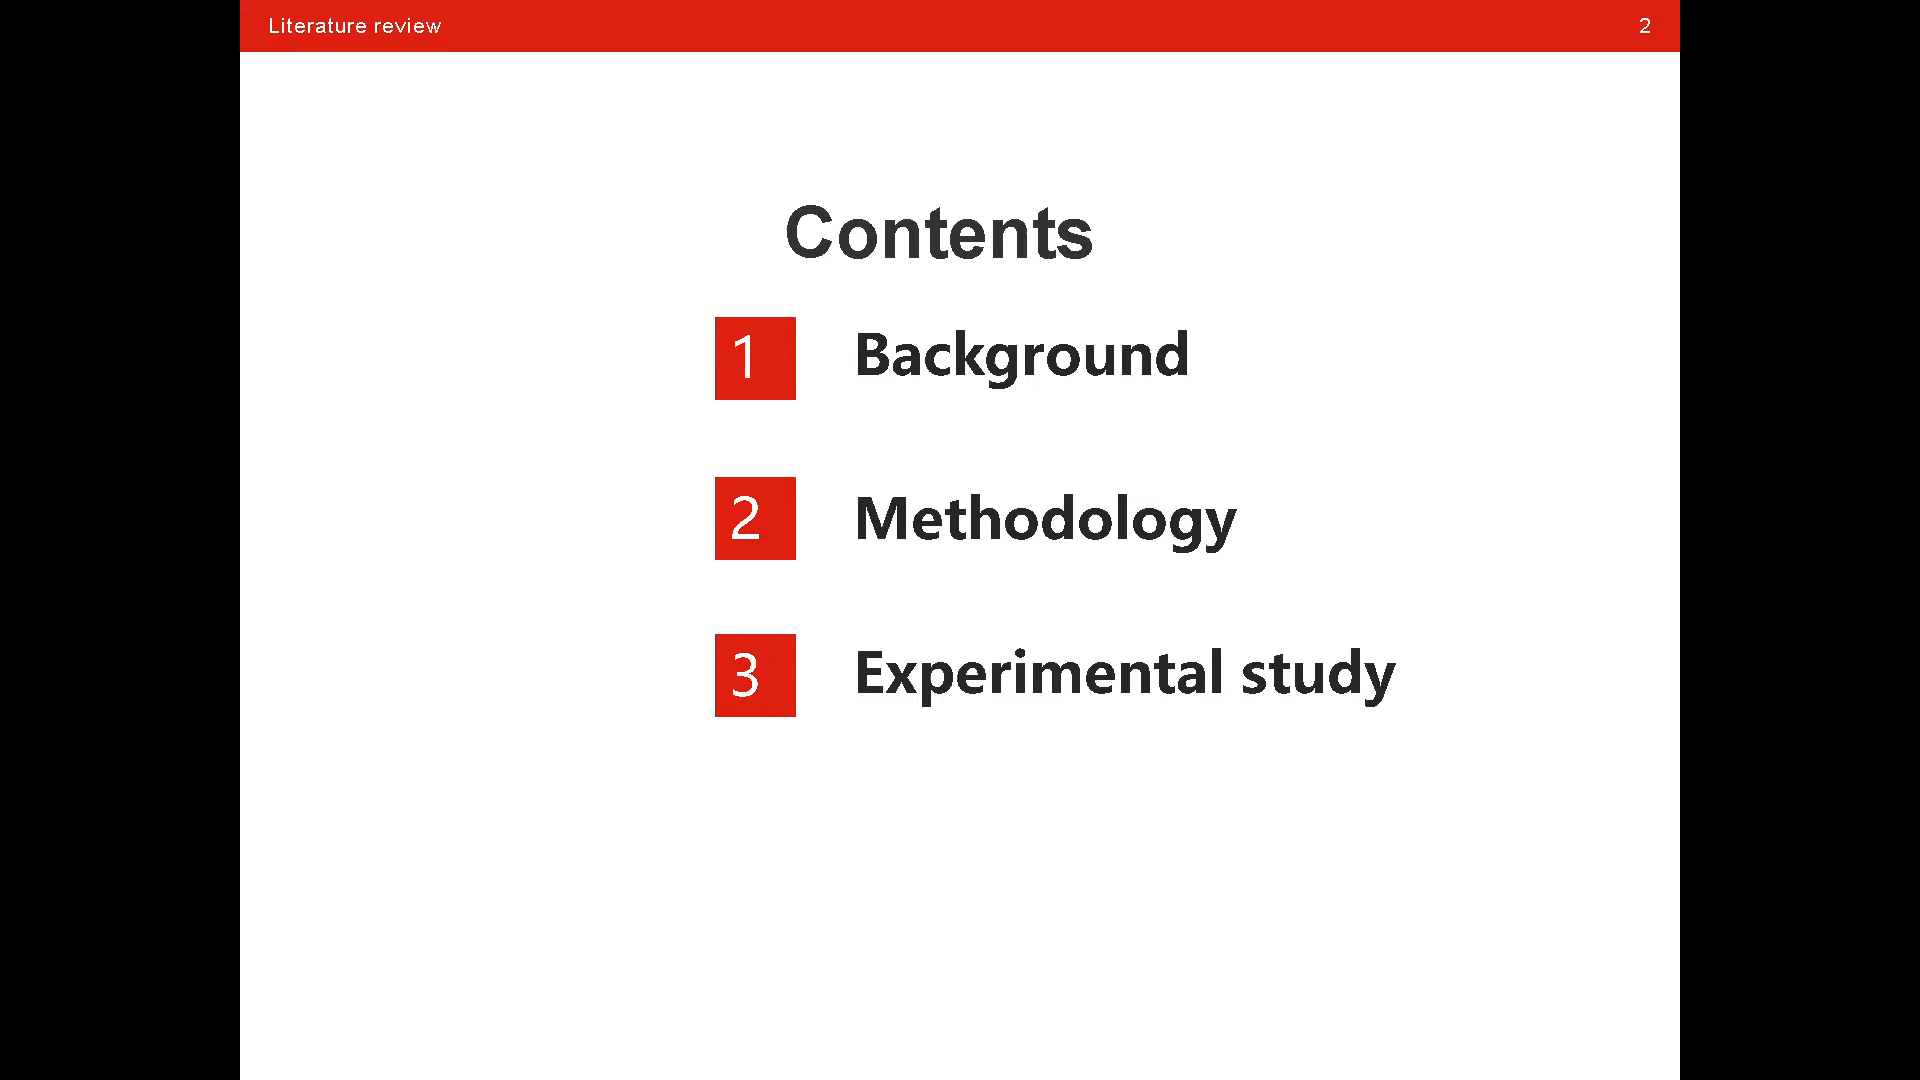 Literature review 2
Contents
1 Background
2 Methodology
3 Experimental study